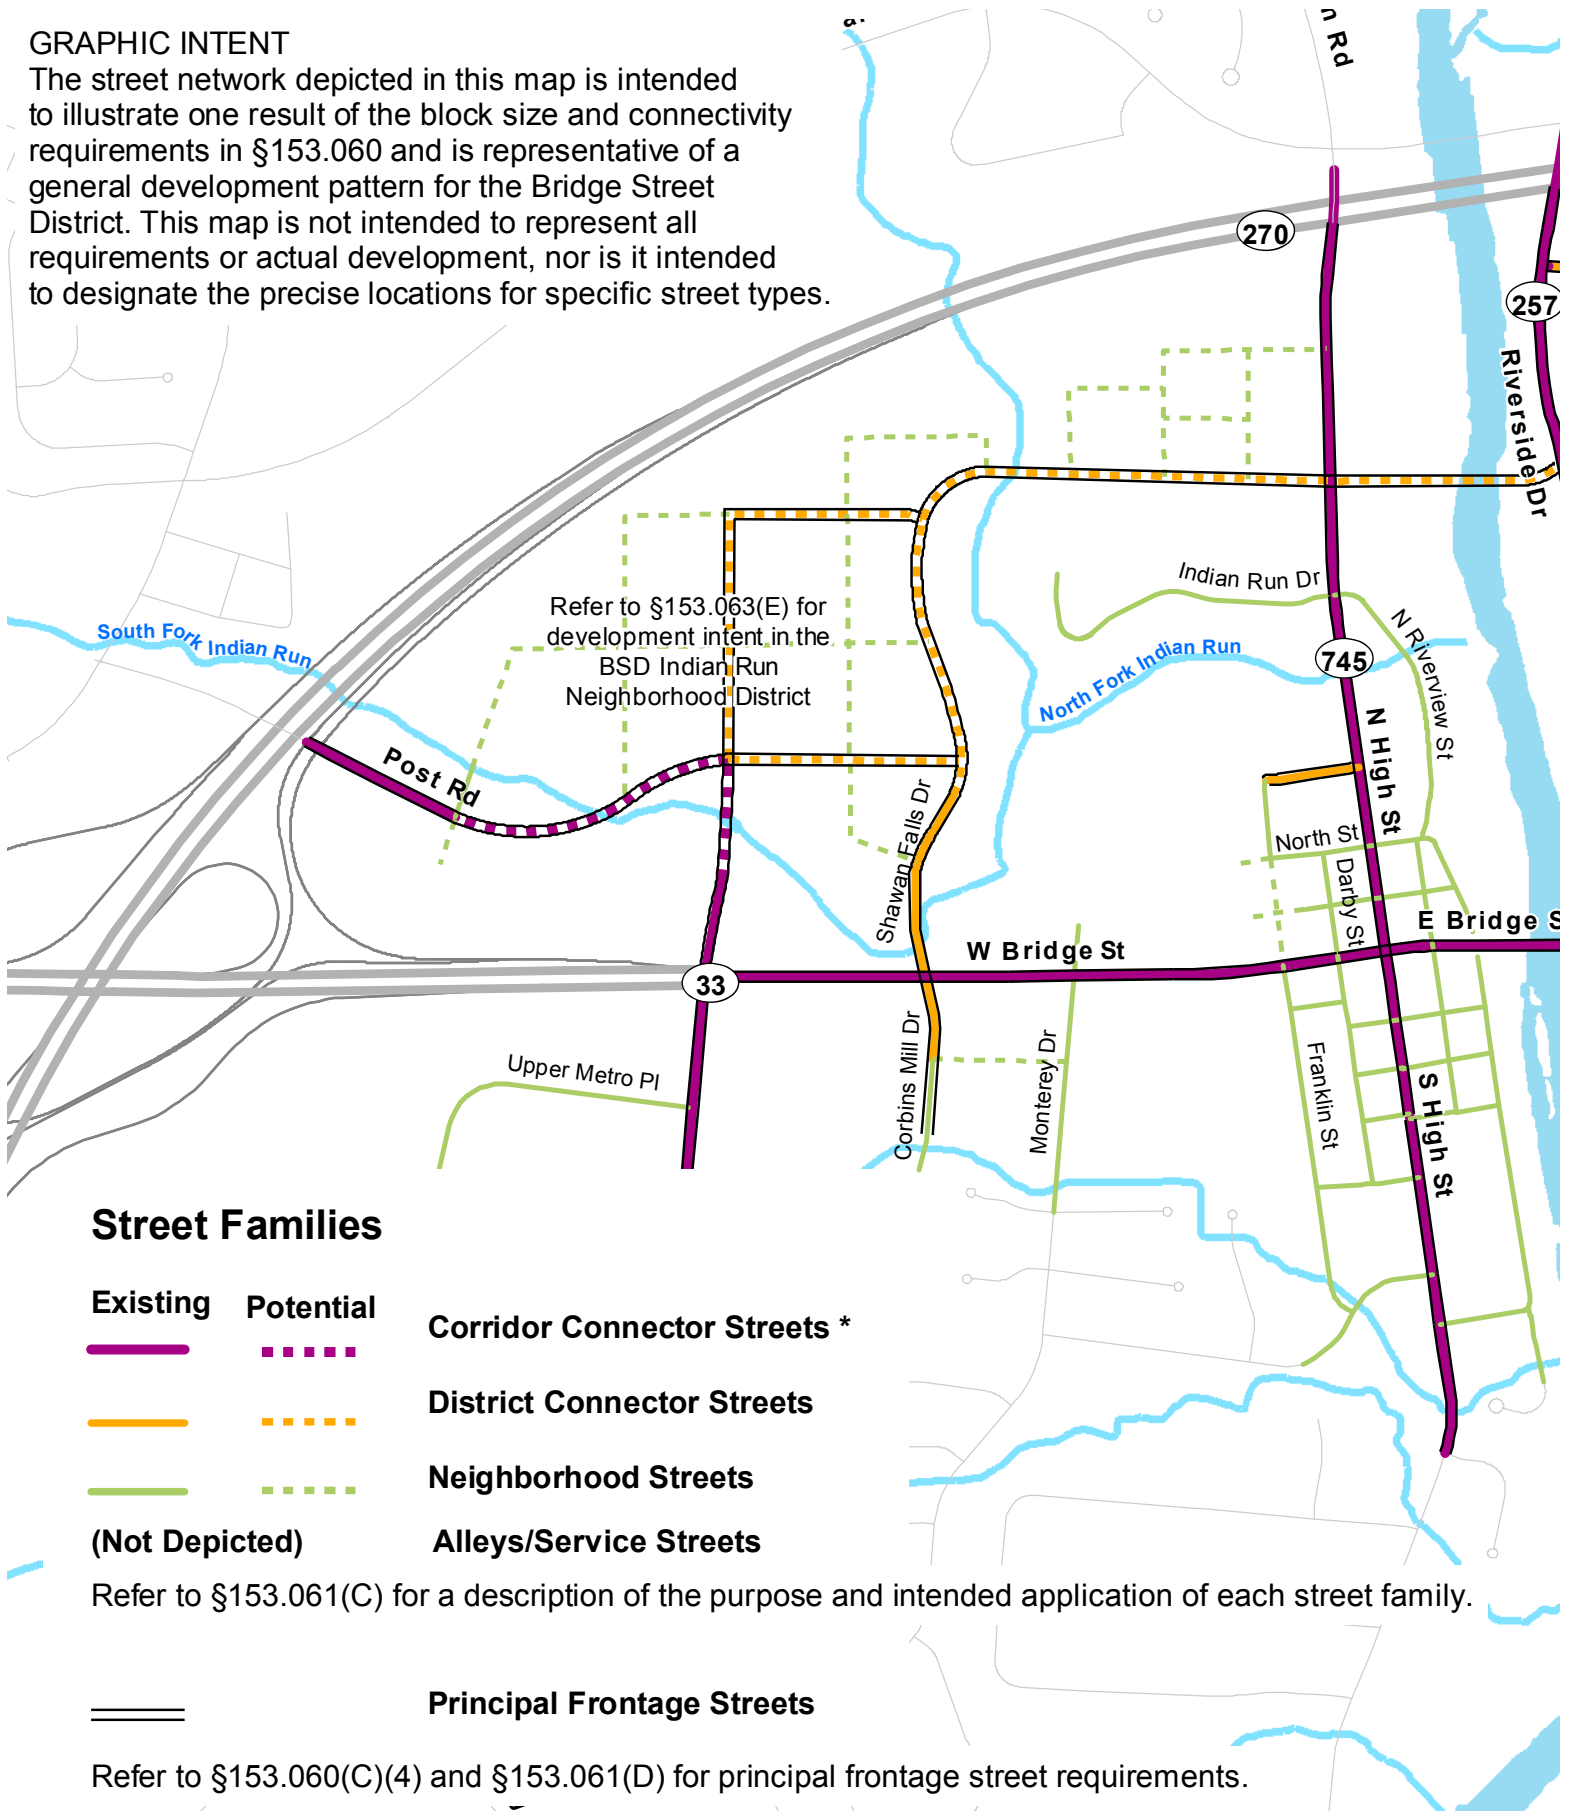 GRAPHIC INTENT
The street network depicted in this map is intended
to illustrate one result of the block size and connectivity
requirements in §153.060 and is representative of a
general development pattern for the Bridge Street
District. This map is not intended to represent all
requirements or actual development, nor is it intended
to designate the precise locations for specific street types.
n Rd
270
257
Riverside Dr
Indian Run Dr
N Riverview St
Refer to §153.063(E) for
development intent in the
BSD Indian Run
Neighborhood District
South Fork Indian Run
North Fork Indian Run
745
N High St
Post Rd
Shawan Falls Dr
North St
Darby St
E Bridge S
W Bridge St
33
Upper Metro Pl
Corbins Mill Dr
Monterey Dr
Franklin St
S High St
Street Families
Existing Potential
Corridor Connector Streets *
District Connector Streets
Neighborhood Streets
(Not Depicted) Alleys/Service Streets
Refer to §153.061(C) for a description of the purpose and intended application of each street family.
Principal Frontage Streets
Refer to §153.060(C)(4) and §153.061(D) for principal frontage street requirements.